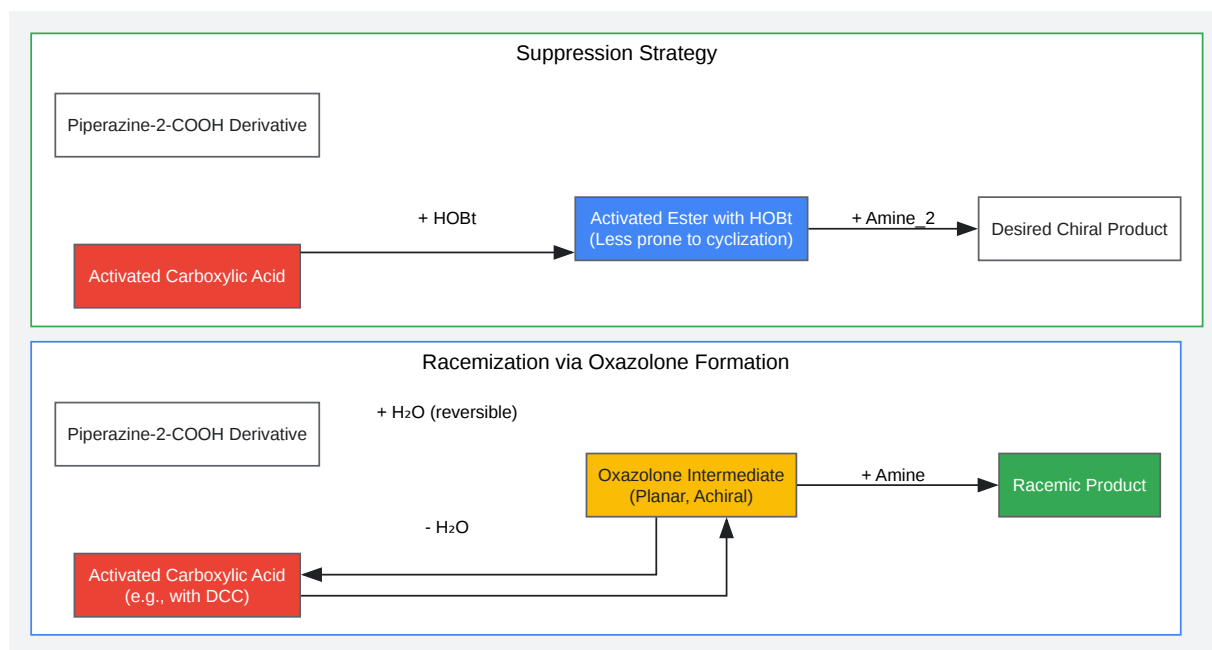 Suppression Strategy
Piperazine-2-COOH Derivative
+ HOBt
Activated Ester with HOBt
(Less prone to cyclization)
+ Amine_2
Desired Chiral Product
Activated Carboxylic Acid
Racemization via Oxazolone Formation
Piperazine-2-COOH Derivative
+ H₂O (reversible)
Oxazolone Intermediate
(Planar, Achiral)
+ Amine
Racemic Product
- H₂O
Activated Carboxylic Acid
(e.g., with DCC)